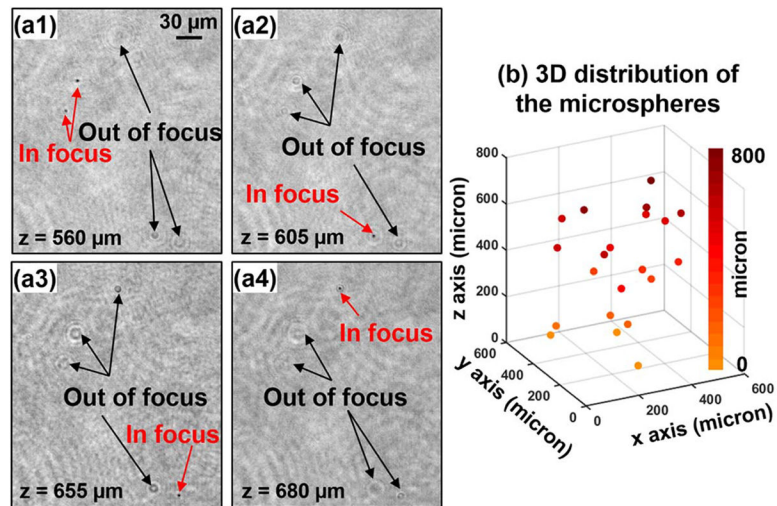 (a1)
30 µm
Out of focus
In focus
z = 560 µm
(a2)
Out of focus
In focus
z = 605 µm
(a3)
Out of focus
In focus
z = 655 µm
(a4)
In focus
Out of focus
z = 680 µm
(b) 3D distribution of
the microspheres
800
600
400
200
0
z axis (micron)
600
400
200
0
y axis (micron)
0
200
400
600
x axis (micron)
800
micron
0